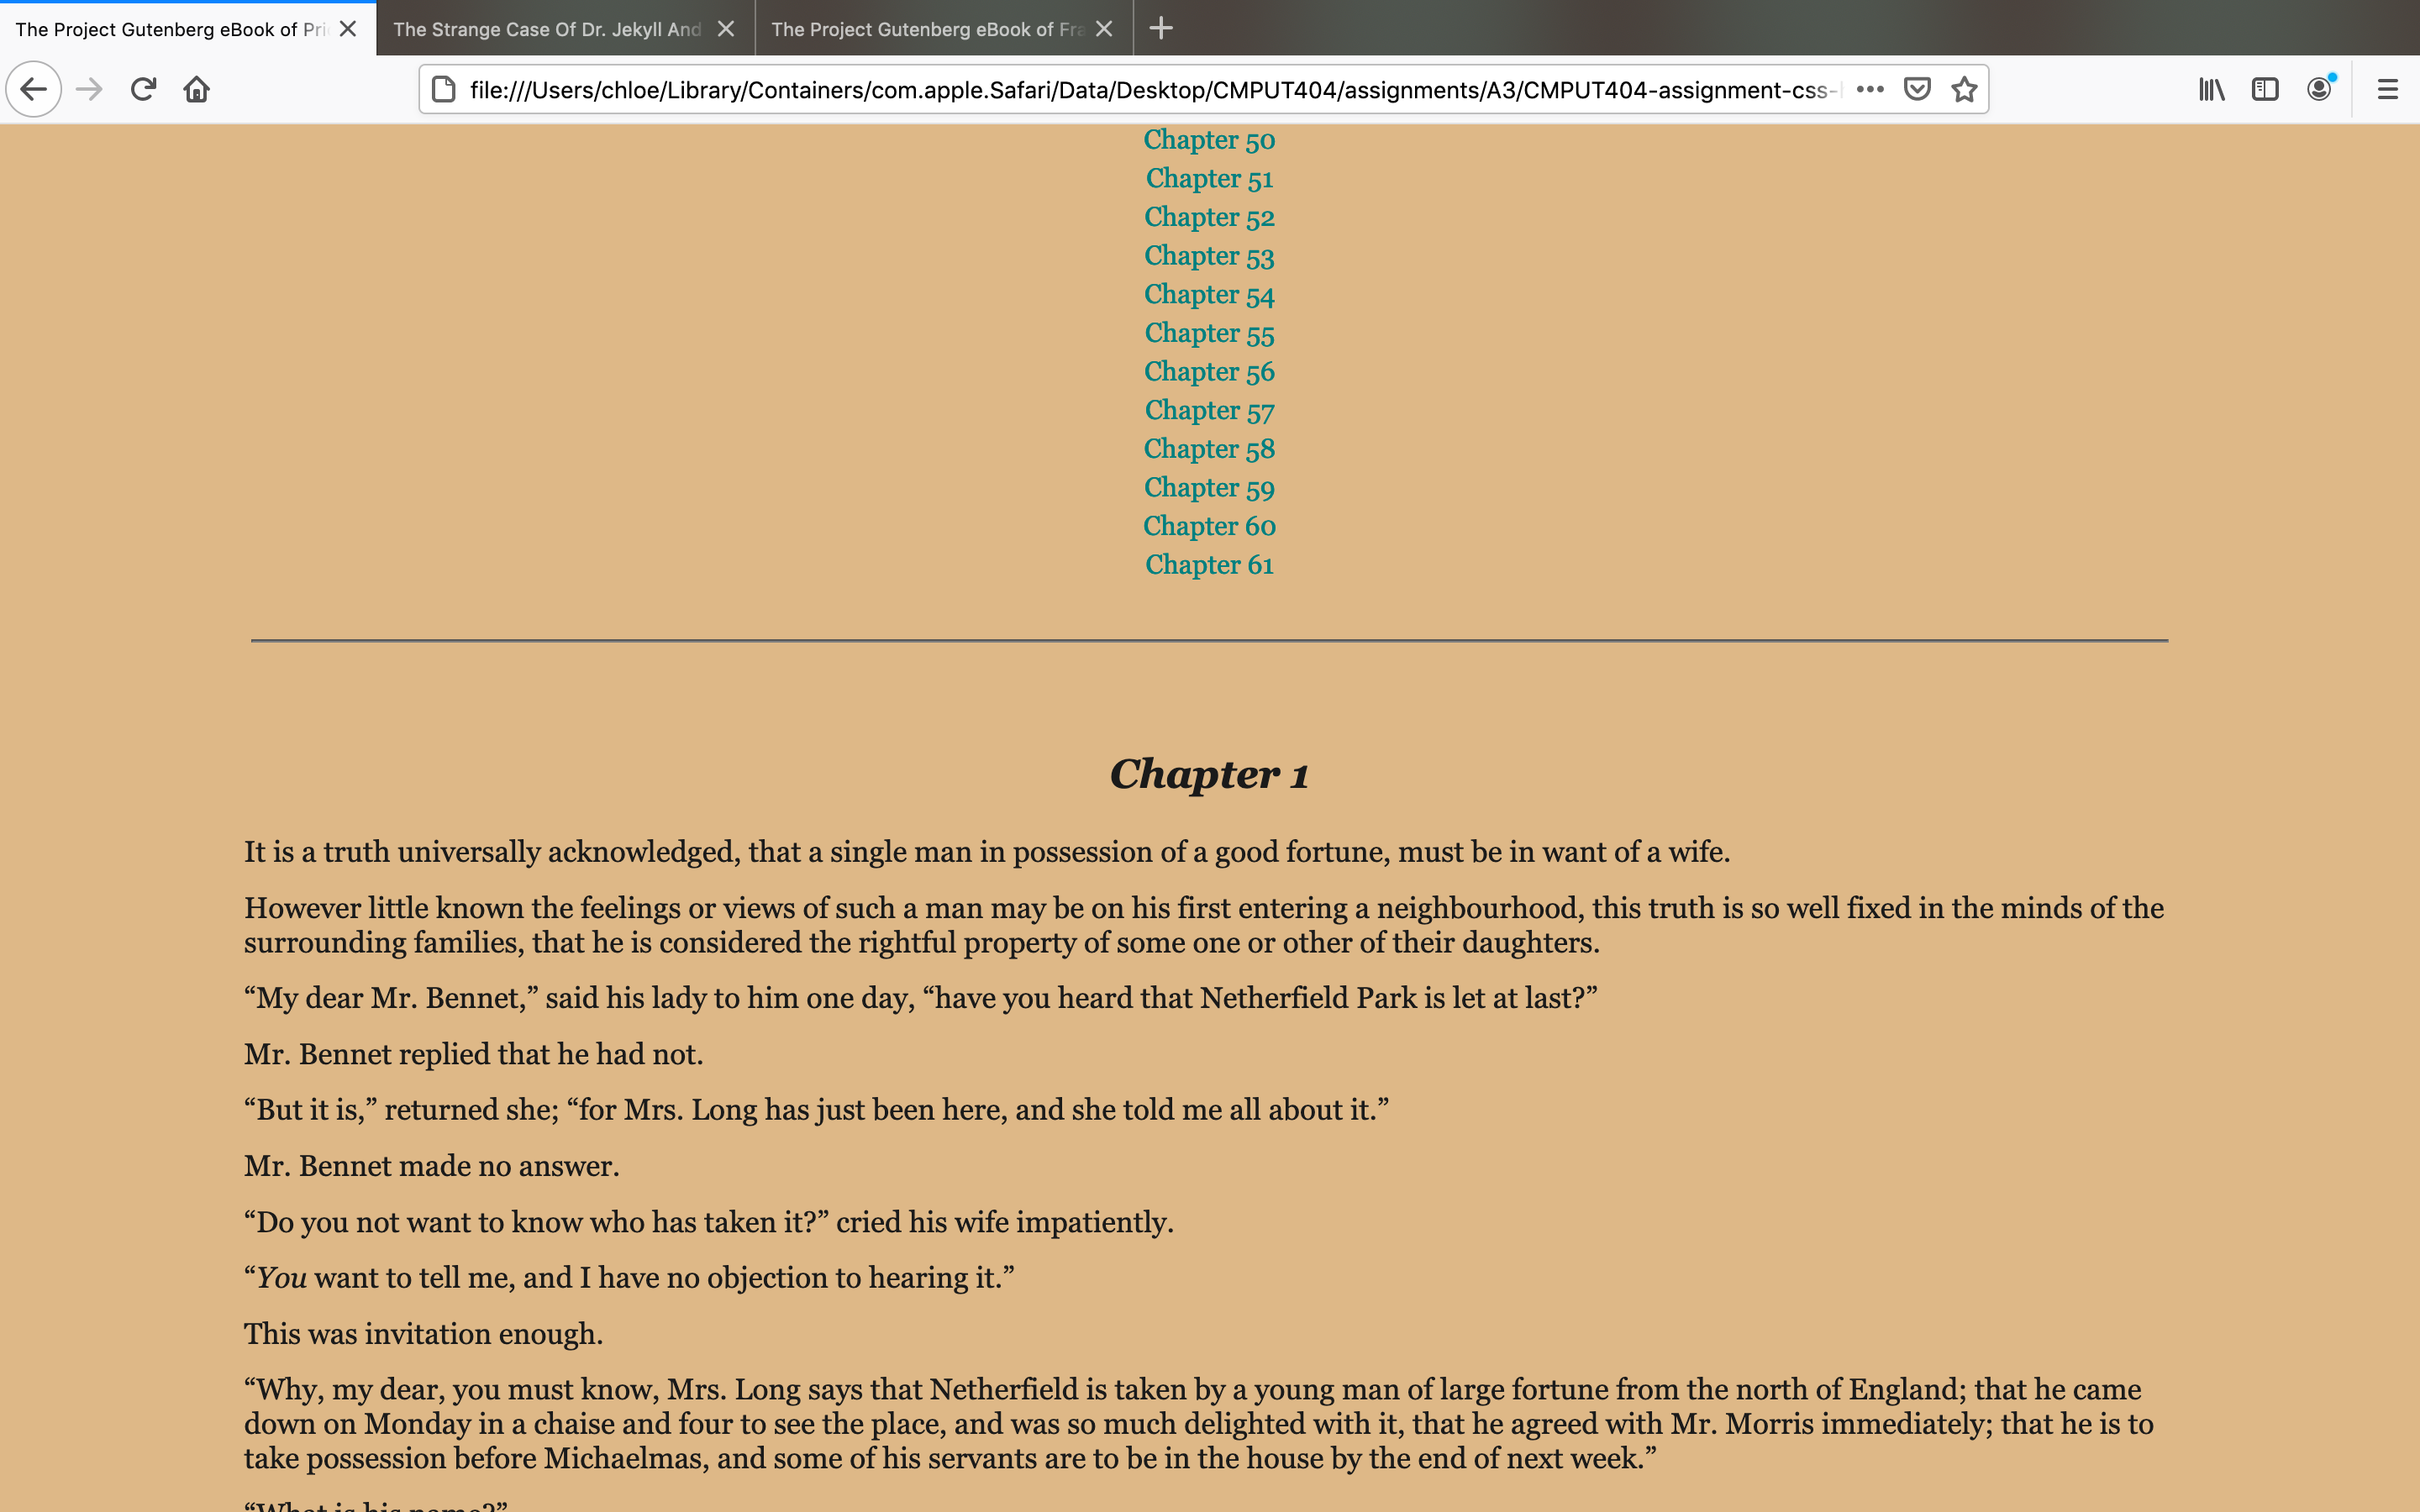 The Project Gutenberg eBook of Pri
The Strange Case Of Dr. Jekyll And
The Project Gutenberg eBook of Fra
file:///Users/chloe/Library/Containers/com.apple.Safari/Data/Desktop/CMPUT404/assignments/A3/CMPUT404-assignment-css-
Chapter 50
Chapter 51
Chapter 52
Chapter 53
Chapter 54
Chapter 55
Chapter 56
Chapter 57
Chapter 58
Chapter 59
Chapter 60
Chapter 61
Chapter 1
It is a truth universally acknowledged, that a single man in possession of a good fortune, must be in want of a wife.
However little known the feelings or views of such a man may be on his first entering a neighbourhood, this truth is so well fixed in the minds of the
surrounding families, that he is considered the rightful property of some one or other of their daughters.
“My dear Mr. Bennet,” said his lady to him one day, “have you heard that Netherfield Park is let at last?”
Mr. Bennet replied that he had not.
“But it is,” returned she; “for Mrs. Long has just been here, and she told me all about it.”
Mr. Bennet made no answer.
“Do you not want to know who has taken it?” cried his wife impatiently.
“You want to tell me, and I have no objection to hearing it.”
This was invitation enough.
“Why, my dear, you must know, Mrs. Long says that Netherfield is taken by a young man of large fortune from the north of England; that he came
down on Monday in a chaise and four to see the place, and was so much delighted with it, that he agreed with Mr. Morris immediately; that he is to
take possession before Michaelmas, and some of his servants are to be in the house by the end of next week.”
“What is his name?”